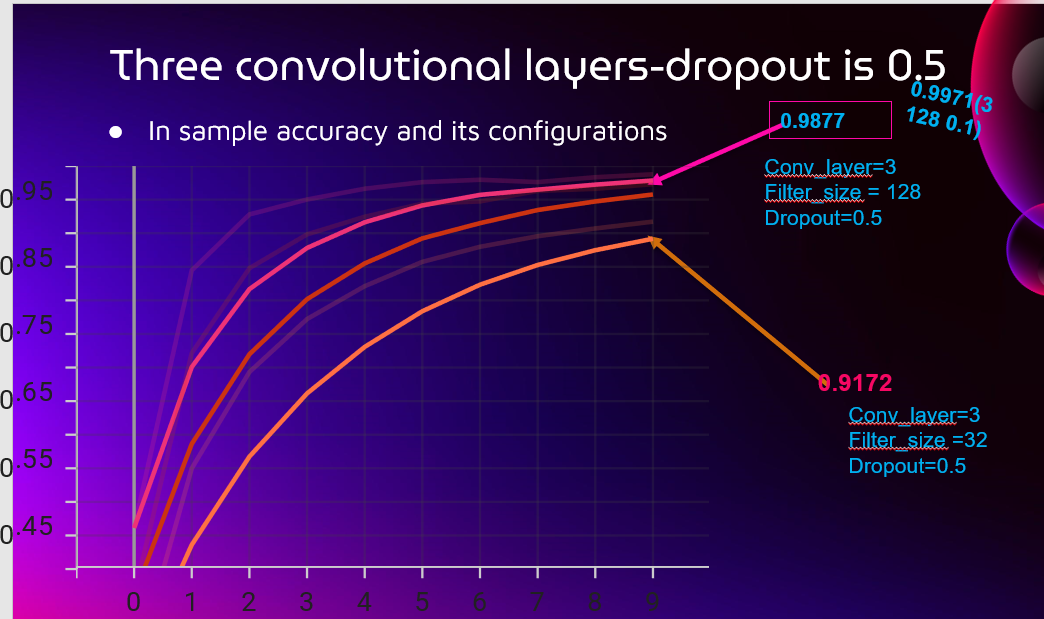 Three convolutional layers-dropout is 0.5
0.9971(3
128 0.1)
● In sample accuracy and its configurations
0.9877
Conv_layer=3
Filter_size = 128
Dropout=0.5
0.95
0.85
0.75
0.65
0.55
0.45
0.9172
Conv_layer=3
Filter_size =32
Dropout=0.5
0 1 2 3 4 5 6 7 8 9